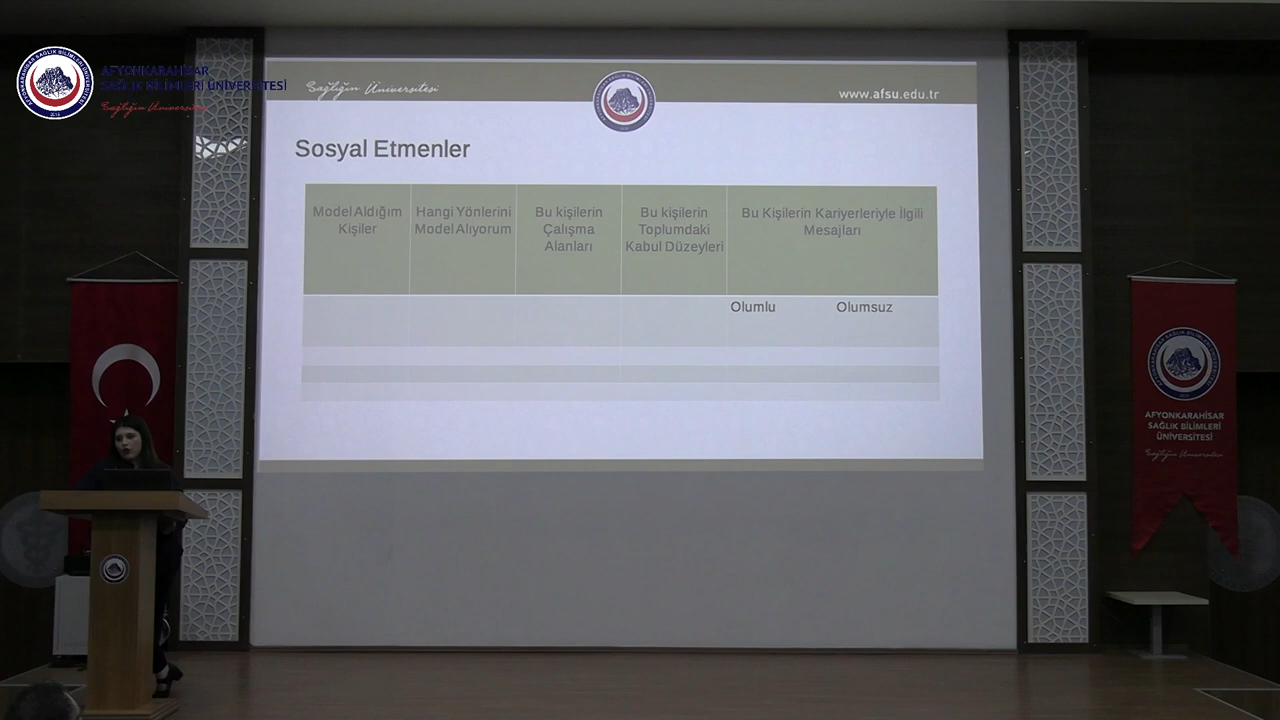 AFYONKARAHİSAR
SAĞLIK BİLİMLERİ ÜNİVERSİTESİ
Sağlığın Üniversitesi
Sağlığın Üniversitesi
www.afsu.edu.tr
Sosyal Etmenler
Model Aldığım
Kişiler
Hangi Yönlerini
Model Alıyorum
Bu kişilerin
Çalışma
Alanları
Bu kişilerin
Toplumdaki
Kabul Düzeyleri
Bu Kişilerin Kariyerleriyle İlgili
Mesajları
Olumlu
Olumsuz
AFYONKARAHİSAR
SAĞLIK BİLİMLERİ
ÜNİVERSİTESİ
Sağlığın Üniversitesi